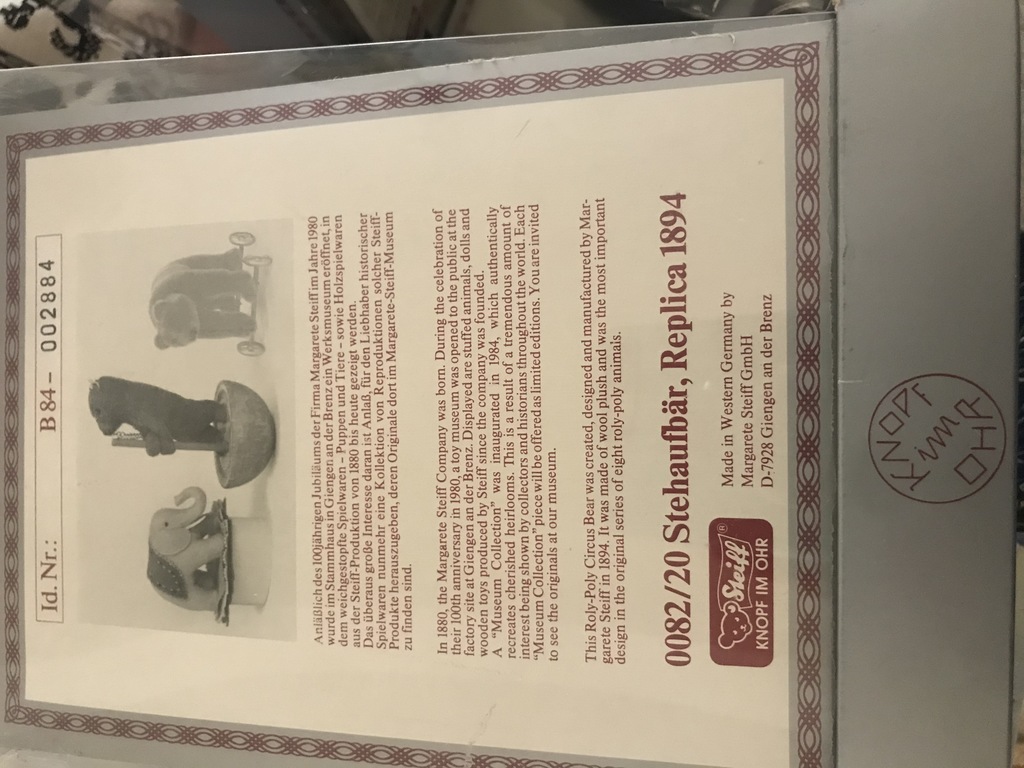 Id. Nr.: B 84 – 002884
Anläßlich des 100jährigen Jubiläums der Firma Margarete Steiff im Jahre 1980
wurde im Stammhaus in Giengen an der Brenz ein Werksmuseum eröffnet, in
dem weichgestopfte Spielwaren – Puppen und Tiere – sowie Holzspielwaren
aus der Steiff-Produktion von 1880 bis heute gezeigt werden.
Das überaus große Interesse daran ist Anlaß, für den Liebhaber historischer
Spielwaren nunmehr eine Kollektion von Reproduktionen solcher Steiff-
Produkte herauszugeben, deren Originale dort im Margarete-Steiff-Museum
zu finden sind.
In 1880, the Margarete Steiff Company was born. During the celebration of
their 100th anniversary in 1980, a toy museum was opened to the public at the
factory site at Giengen an der Brenz. Displayed are stuffed animals, dolls and
wooden toys produced by Steiff since the company was founded.
A "Museum Collection" was inaugurated in 1984, which authentically
recreates cherished heirlooms. This is a result of a tremendous amount of
interest being shown by collectors and historians throughout the world. Each
"Museum Collection" piece will be offered as limited editions. You are invited
to see the originals at our museum.
This Roly-Poly Circus Bear was created, designed and manufactured by Mar-
garete Steiff in 1894. It was made of wool plush and was the most important
design in the original series of eight roly-poly animals.
0082/20 Stehaufbär, Replica 1894
Steiff®
KNOPF IM OHR
Made in Western Germany by
Margarete Steiff GmbH
D-7928 Giengen an der Brenz
KNOPF
im
OHR